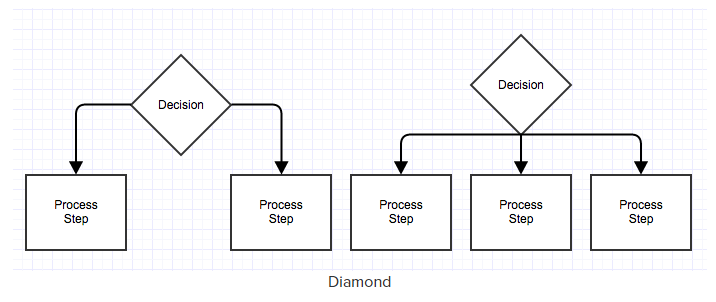 Decision
Decision
Process
Step
Process
Step
Process
Step
Process
Step
Process
Step
Diamond